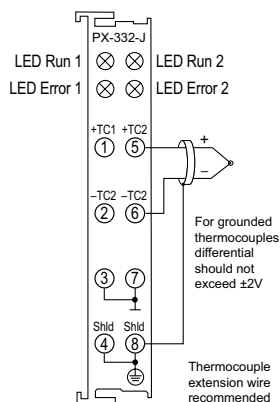 PX-332-J
LED Run 1 LED Run 2
LED Error 1 LED Error 2
+TC1 +TC2
1 5
+
–
–TC2 –TC2
2 6
For grounded
thermocouples
differential
should not
exceed ±2V
3 7
Shld Shld
4 8
Thermocouple
extension wire
recommended